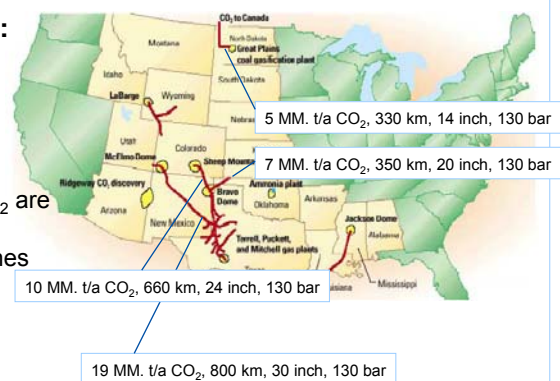 :
CO₂ to Canada
North Dakota
Great Plains
coal gasification plant
Montana
Idaho
South Dakota
LaBarge
Wyoming
5 MM. t/a CO₂, 330 km, 14 inch, 130 bar
Utah
Colorado
McElmo Dome
Sheep
7 MM. t/a CO₂, 350 km, 20 inch, 130 bar
Ridgeway CO₂ discovery
Bravo
Dome
Ammonia plant
Oklahoma
Arkansas
₂ are
Arizona
New Mexico
Jackson Dome
Alabama
Terrell, Puckett,
and Mitchell gas plants
nes
Mississippi
10 MM. t/a CO₂, 660 km, 24 inch, 130 bar
19 MM. t/a CO₂, 800 km, 30 inch, 130 bar